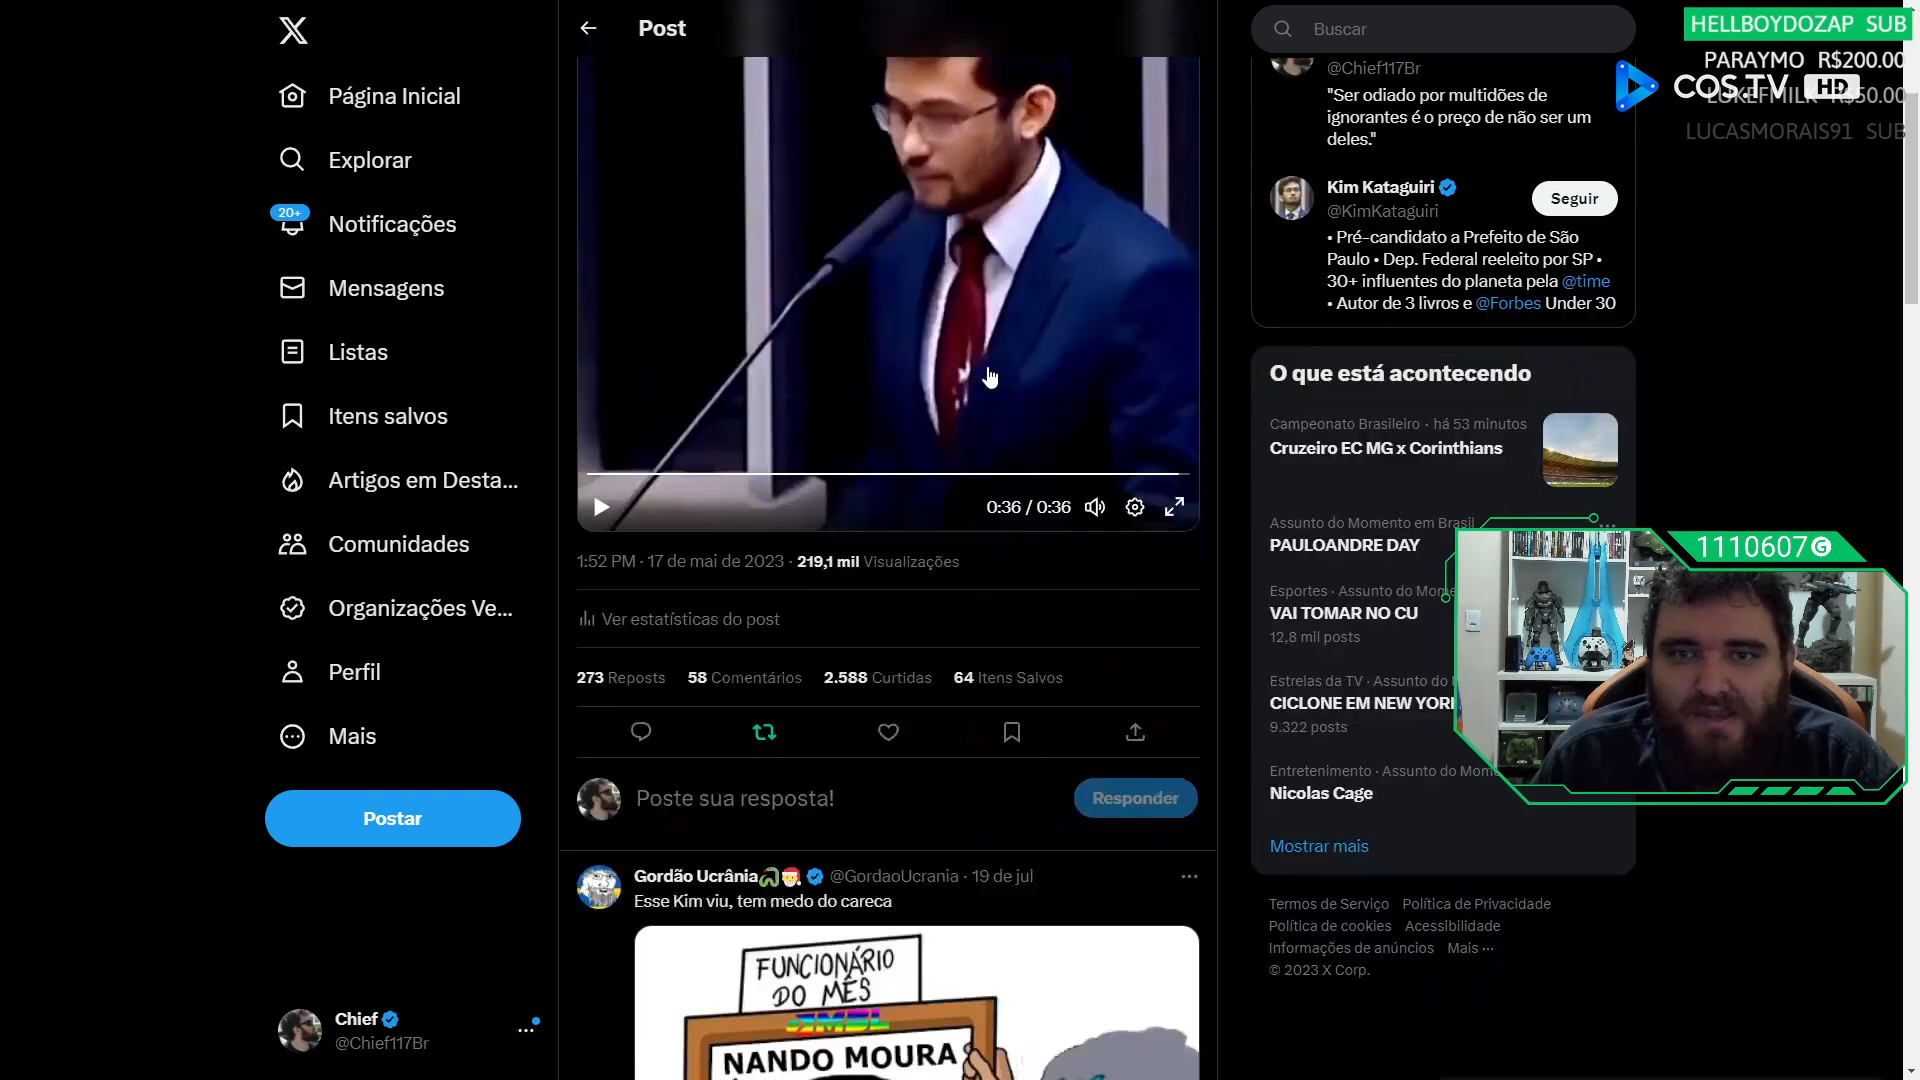 Post
Página Inicial
Explorar
20+
Notificações
Mensagens
Listas
Itens salvos
Artigos em Desta...
Comunidades
Organizações Ve...
Perfil
Mais
Postar
Chief
@Chief117Br
0:36 / 0:36
1:52 PM · 17 de mai de 2023 · 219,1 mil Visualizações
Ver estatísticas do post
273 Reposts 58 Comentários 2.588 Curtidas 64 Itens Salvos
Poste sua resposta!
Responder
Gordão Ucrânia @GordaoUcrania · 19 de jul
Esse Kim viu, tem medo do careca
FUNCIONÁRIO
DO MÊS
MBL
NANDO MOURA
Buscar
@Chief117Br
"Ser odiado por multidões de
ignorantes é o preço de não ser um
deles."
Kim Kataguiri
@KimKataguiri
Seguir
• Pré-candidato a Prefeito de São
Paulo • Dep. Federal reeleito por SP •
30+ influentes do planeta pela @time
• Autor de 3 livros e @Forbes Under 30
O que está acontecendo
Campeonato Brasileiro · há 53 minutos
Cruzeiro EC MG x Corinthians
Assunto do Momento em Brasil
PAULOANDRE DAY
Esportes · Assunto do Mome
VAI TOMAR NO CU
12,8 mil posts
Estrelas da TV · Assunto do
CICLONE EM NEW YORK
9.322 posts
Entretenimento · Assunto do Mom
Nicolas Cage
Mostrar mais
Termos de Serviço Política de Privacidade
Política de cookies Acessibilidade
Informações de anúncios Mais ···
© 2023 X Corp.
HELLBOYDOZAP SUB
PARAYMO R$200.00
COS.TV HD
LUKEFMILK R$50.00
LUCASMORAIS91 SUB
1110607 G